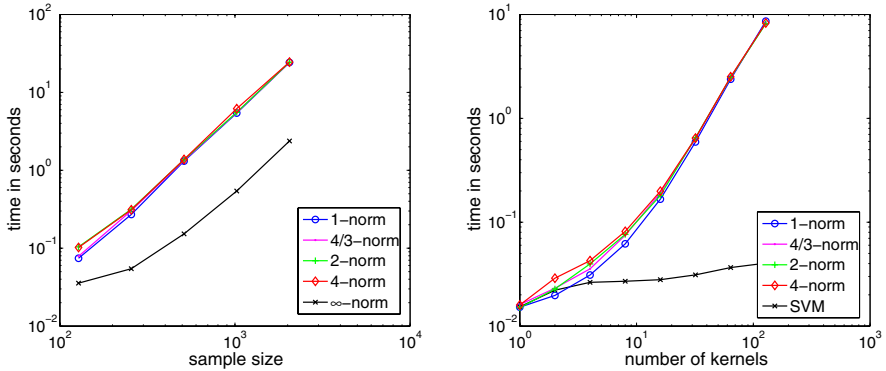 time in seconds
10^2
10^1
10^0
10^-1
10^-2
10^2
10^3
10^4
sample size
1-norm
4/3-norm
2-norm
4-norm
∞-norm
time in seconds
10^1
10^0
10^-1
10^-2
10^0
10^1
10^2
10^3
number of kernels
1-norm
4/3-norm
2-norm
4-norm
SVM